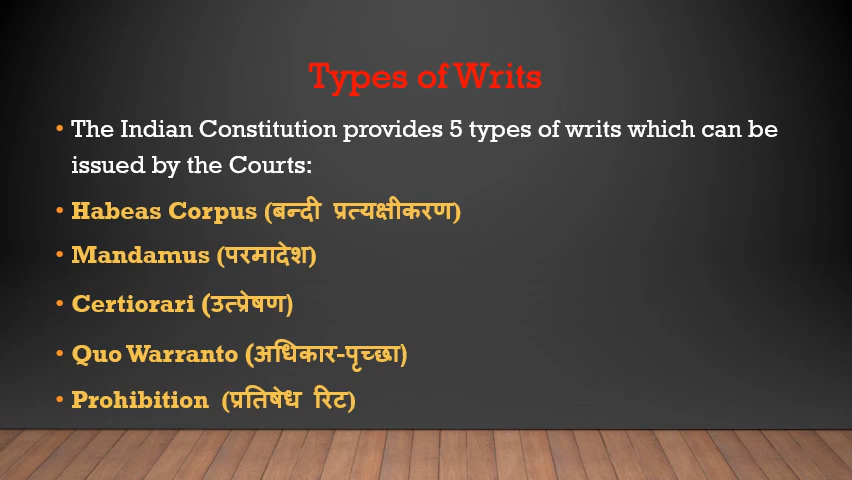 Types of Writs
• The Indian Constitution provides 5 types of writs which can be
issued by the Courts:
• Habeas Corpus (बन्दी प्रत्यक्षीकरण)
• Mandamus (परमादेश)
• Certiorari (उत्प्रेषण)
• Quo Warranto (अधिकार-पृच्छा)
• Prohibition (प्रतिषेध रिट)